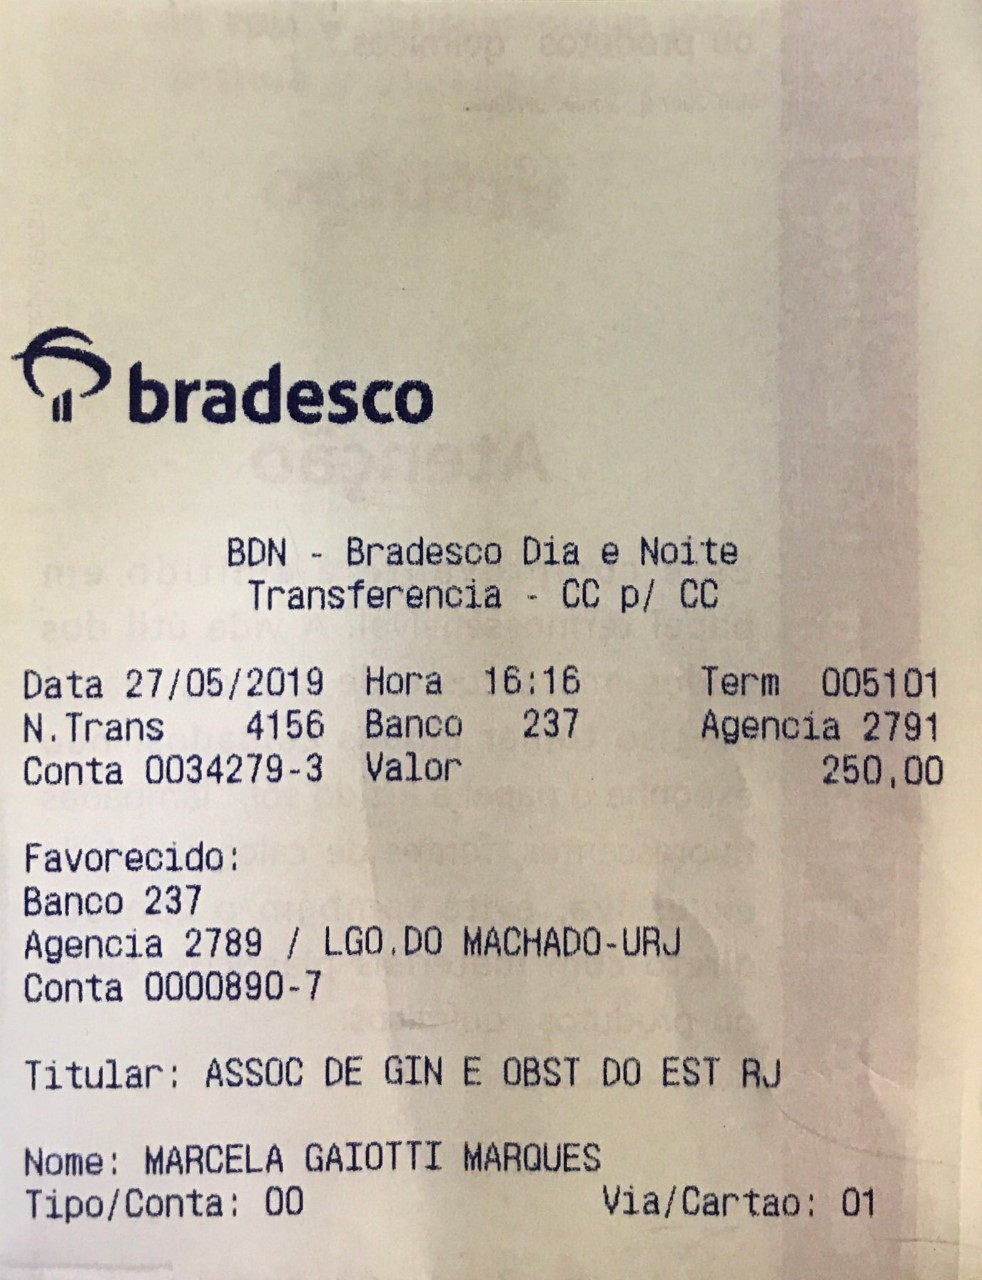 bradesco
BDN - Bradesco Dia e Noite
Transferencia - CC p/ CC
Data 27/05/2019 Hora 16:16 Term 005101
N.Trans 4156 Banco 237 Agencia 2791
Conta 0034279-3 Valor 250,00
Favorecido:
Banco 237
Agencia 2789 / LGO.DO MACHADO-URJ
Conta 0000890-7
Titular: ASSOC DE GIN E OBST DO EST RJ
Nome: MARCELA GAIOTTI MARQUES
Tipo/Conta: 00 Via/Cartao: 01